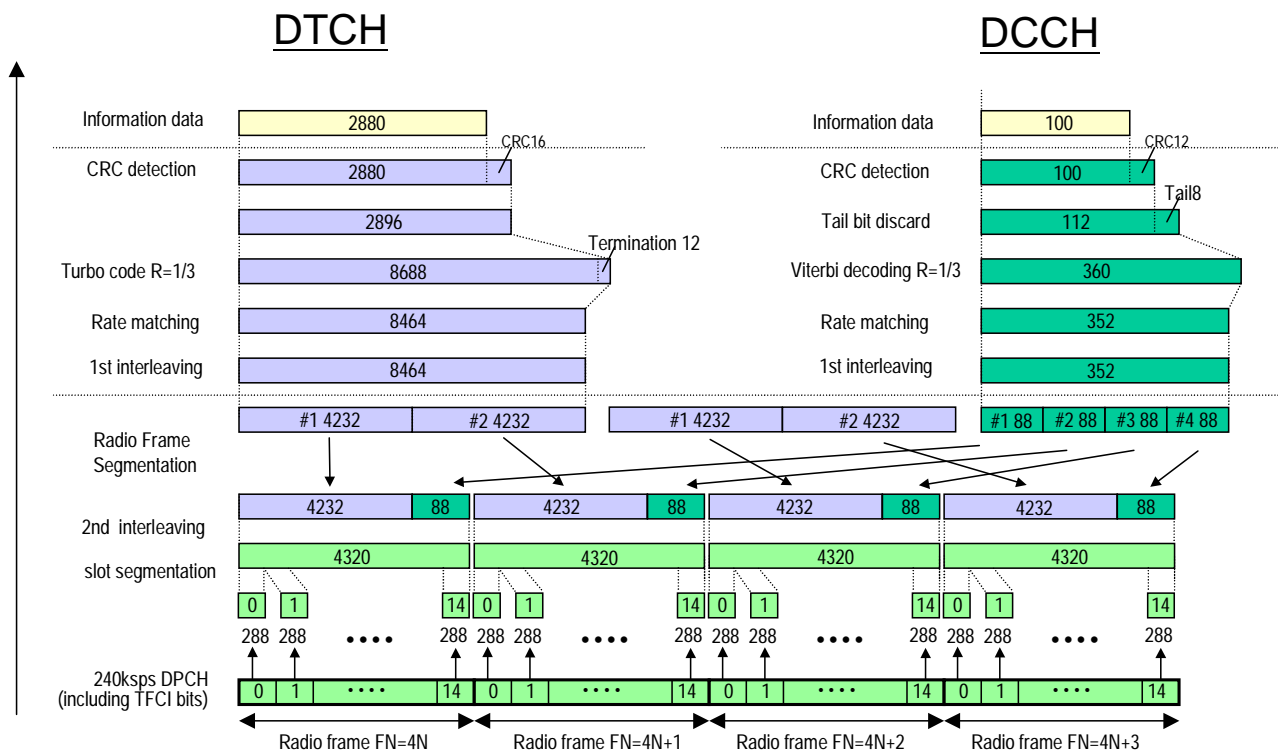 DTCH DCCH
Information data 2880 Information data 100
CRC16 CRC12
CRC detection 2880 CRC detection 100
Tail8
2896 Tail bit discard 112
Termination 12
Turbo code R=1/3 8688 Viterbi decoding R=1/3 360
Rate matching 8464 Rate matching 352
1st interleaving 8464 1st interleaving 352
#1 4232 #2 4232 #1 4232 #2 4232 #1 88 #2 88 #3 88 #4 88
Radio Frame
Segmentation
4232 88 4232 88 4232 88 4232 88
2nd interleaving
4320 4320 4320 4320
slot segmentation
0 1 14 0 1 14 0 1 14 0 1 14
288 288 •••• 288 288 288 •••• 288 288 288 •••• 288 288 288 •••• 288
240ksps DPCH
(including TFCI bits)
0 1 •••• 14 0 1 •••• 14 0 1 •••• 14 0 1 •••• 14
Radio frame FN=4N Radio frame FN=4N+1 Radio frame FN=4N+2 Radio frame FN=4N+3